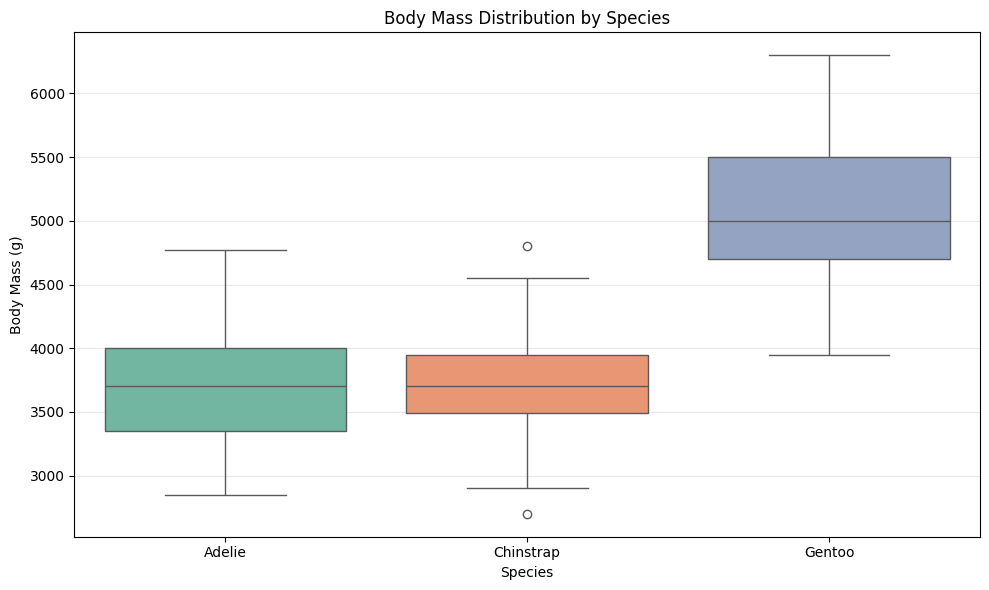 Body Mass Distribution by Species
Body Mass (g)
6000
5500
5000
4500
4000
3500
3000
Adelie
Chinstrap
Gentoo
Species